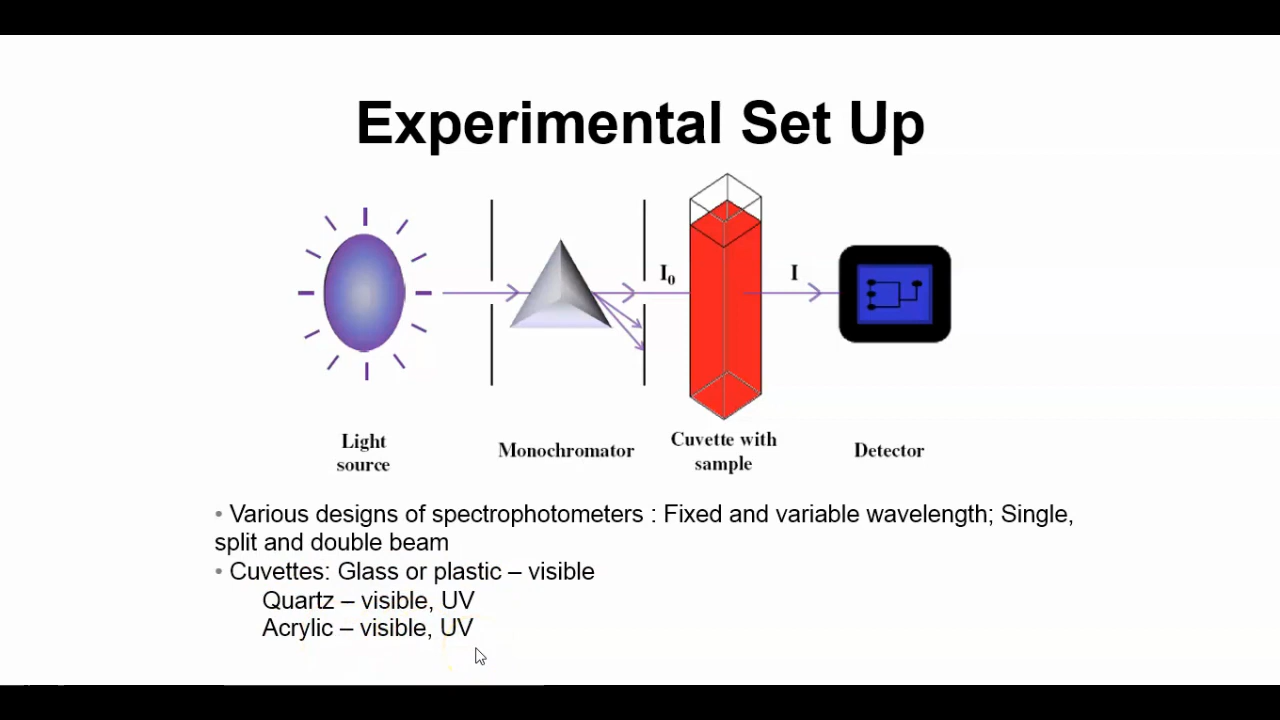 Experimental Set Up
I₀
I
Light
source
Monochromator
Cuvette with
sample
Detector
• Various designs of spectrophotometers : Fixed and variable wavelength; Single,
split and double beam
• Cuvettes: Glass or plastic – visible
Quartz – visible, UV
Acrylic – visible, UV